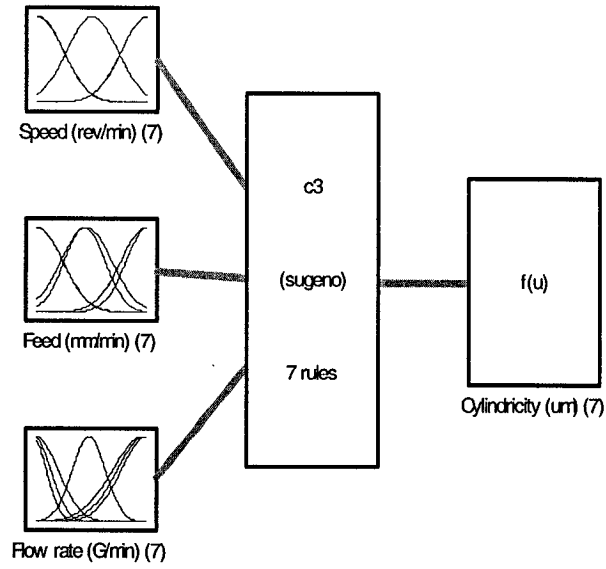 Speed (rev/min) (7)
c3
(sugeno)
7 rules
f(u)
Feed (mm/min) (7)
Cylindricity (um) (7)
Flow rate (G/min) (7)